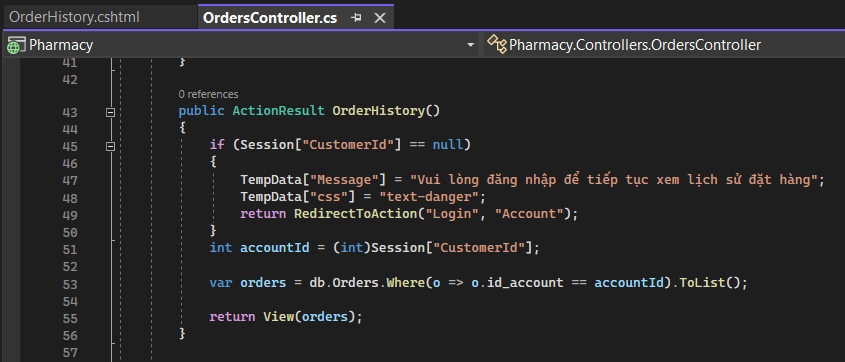 OrderHistory.cshtml OrdersController.cs
Pharmacy Pharmacy.Controllers.OrdersController
41 }
42
0 references
43 public ActionResult OrderHistory()
44 {
45 if (Session["CustomerId"] == null)
46 {
47 TempData["Message"] = "Vui lòng đăng nhập để tiếp tục xem lịch sử đặt hàng";
48 TempData["css"] = "text-danger";
49 return RedirectToAction("Login", "Account");
50 }
51 int accountId = (int)Session["CustomerId"];
52
53 var orders = db.Orders.Where(o => o.id_account == accountId).ToList();
54
55 return View(orders);
56 }
57